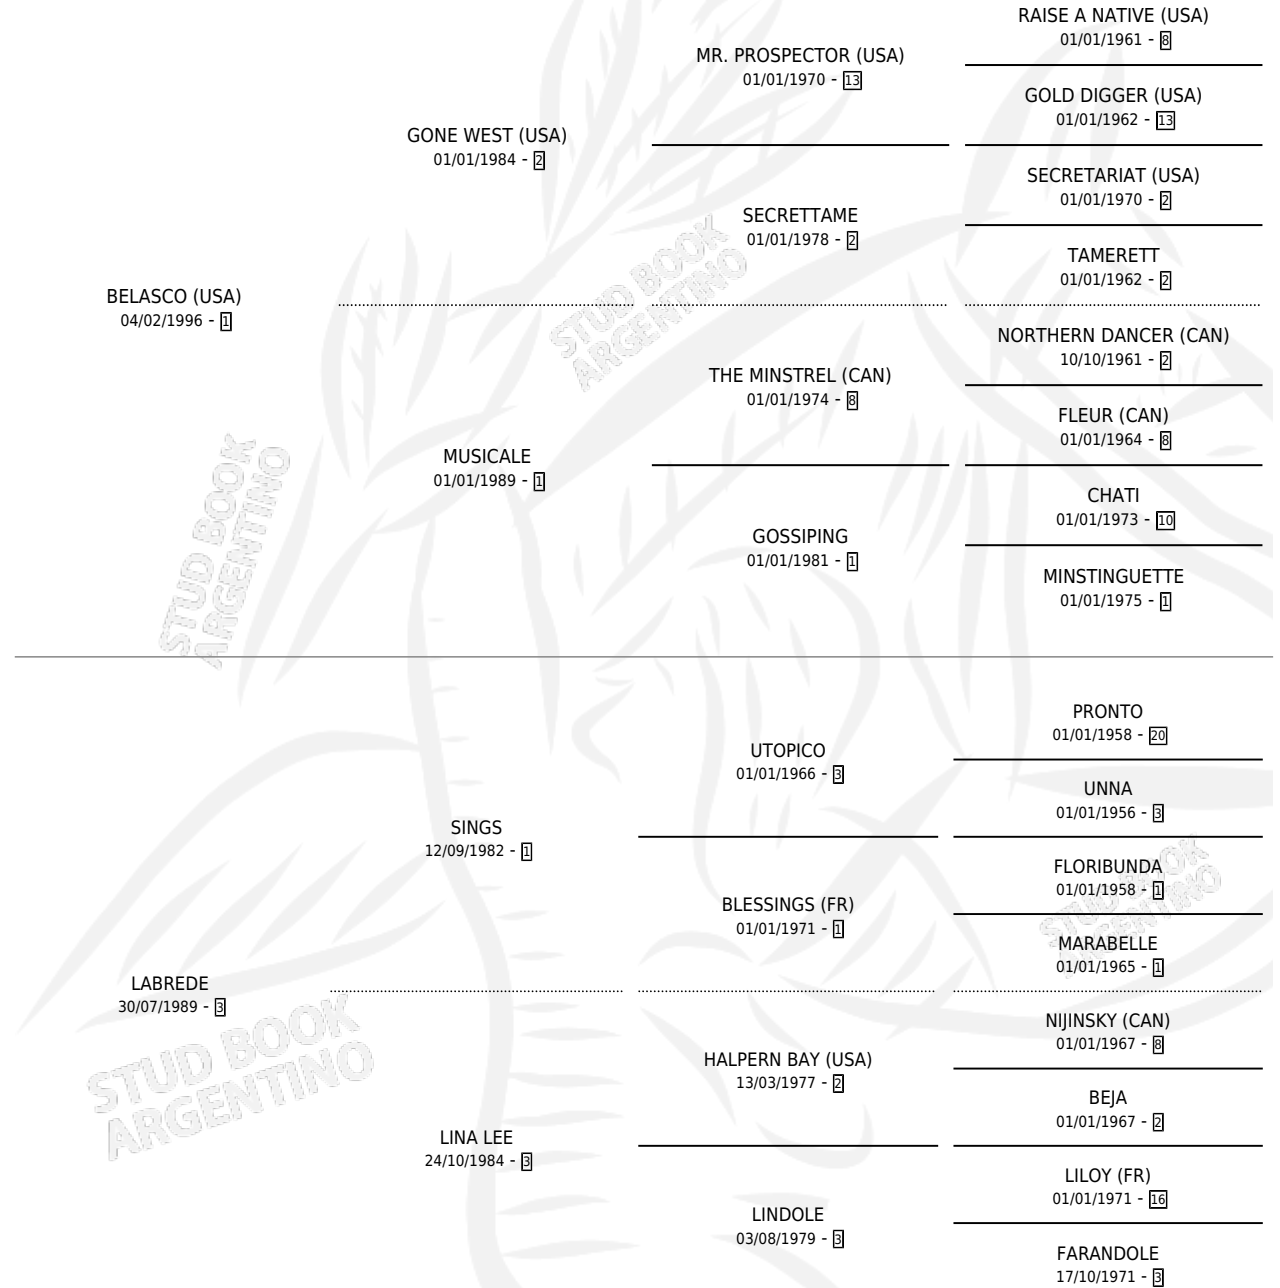 RAISE A NATIVE (USA)
01/01/1961 - 8
MR. PROSPECTOR (USA)
01/01/1970 - 13
GOLD DIGGER (USA)
01/01/1962 - 13
GONE WEST (USA)
01/01/1984 - 2
SECRETARIAT (USA)
01/01/1970 - 2
SECRETTAME
01/01/1978 - 2
TAMERETT
01/01/1962 - 2
BELASCO (USA)
04/02/1996 - 1
STUD BOOK
ARGENTINO
NORTHERN DANCER (CAN)
10/10/1961 - 2
THE MINSTREL (CAN)
01/01/1974 - 8
FLEUR (CAN)
01/01/1964 - 8
MUSICALE
01/01/1989 - 1
CHATI
01/01/1973 - 10
GOSSIPING
01/01/1981 - 1
MINSTINGUETTE
01/01/1975 - 1
STUD BOOK
ARGENTINO
PRONTO
01/01/1958 - 20
UTOPICO
01/01/1966 - 3
UNNA
01/01/1956 - 3
SINGS
12/09/1982 - 1
FLORIBUNDA
01/01/1958 - 1
BLESSINGS (FR)
01/01/1971 - 1
MARABELLE
01/01/1965 - 1
STUD BOOK
ARGENTINO
LABREDE
30/07/1989 - 3
STUD BOOK
ARGENTINO
NIJINSKY (CAN)
01/01/1967 - 8
HALPERN BAY (USA)
13/03/1977 - 2
BEJA
01/01/1967 - 2
LINA LEE
24/10/1984 - 3
LILOY (FR)
01/01/1971 - 16
LINDOLE
03/08/1979 - 3
FARANDOLE
17/10/1971 - 3